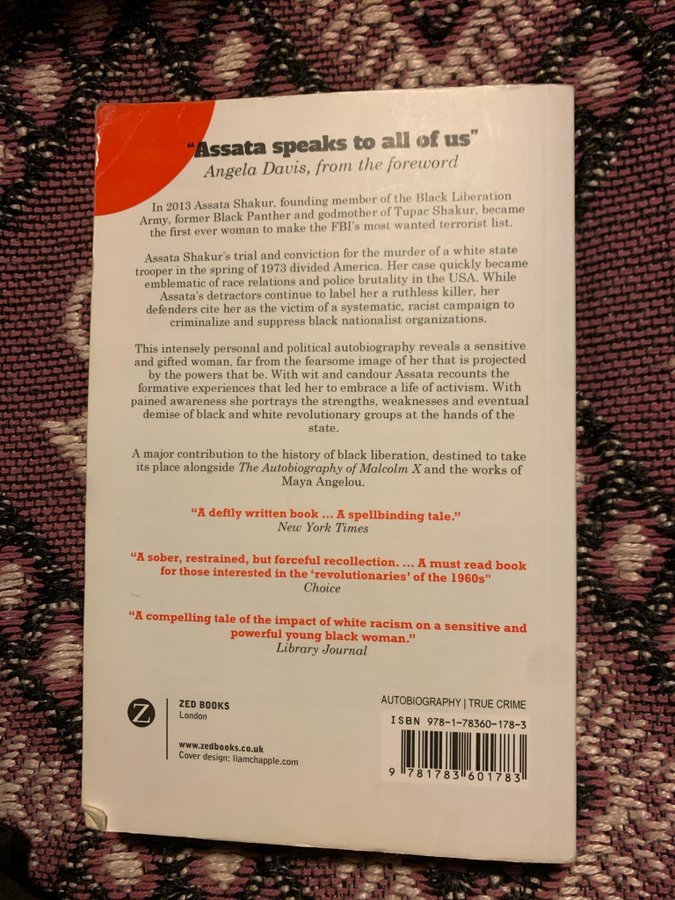 "Assata speaks to all of us"
Angela Davis, from the foreword
In 2013 Assata Shakur, founding member of the Black Liberation
Army, former Black Panther and godmother of Tupac Shakur, became
the first ever woman to make the FBI's most wanted terrorist list.
Assata Shakur's trial and conviction for the murder of a white state
trooper in the spring of 1973 divided America. Her case quickly became
emblematic of race relations and police brutality in the USA. While
Assata's detractors continue to label her a ruthless killer, her
defenders cite her as the victim of a systematic, racist campaign to
criminalize and suppress black nationalist organizations.
This intensely personal and political autobiography reveals a sensitive
and gifted woman, far from the fearsome image of her that is projected
by the powers that be. With wit and candour Assata recounts the
formative experiences that led her to embrace a life of activism. With
pained awareness she portrays the strengths, weaknesses and eventual
demise of black and white revolutionary groups at the hands of the
state.
A major contribution to the history of black liberation, destined to take
its place alongside The Autobiography of Malcolm X and the works of
Maya Angelou.
"A deftly written book ... A spellbinding tale."
New York Times
"A sober, restrained, but forceful recollection. ... A must read book
for those interested in the 'revolutionaries' of the 1960s"
Choice
"A compelling tale of the impact of white racism on a sensitive and
powerful young black woman."
Library Journal
Z
ZED BOOKS
London
www.zedbooks.co.uk
Cover design: liamchapple.com
AUTOBIOGRAPHY | TRUE CRIME
ISBN 978-1-78360-178-3
9 781783 601783